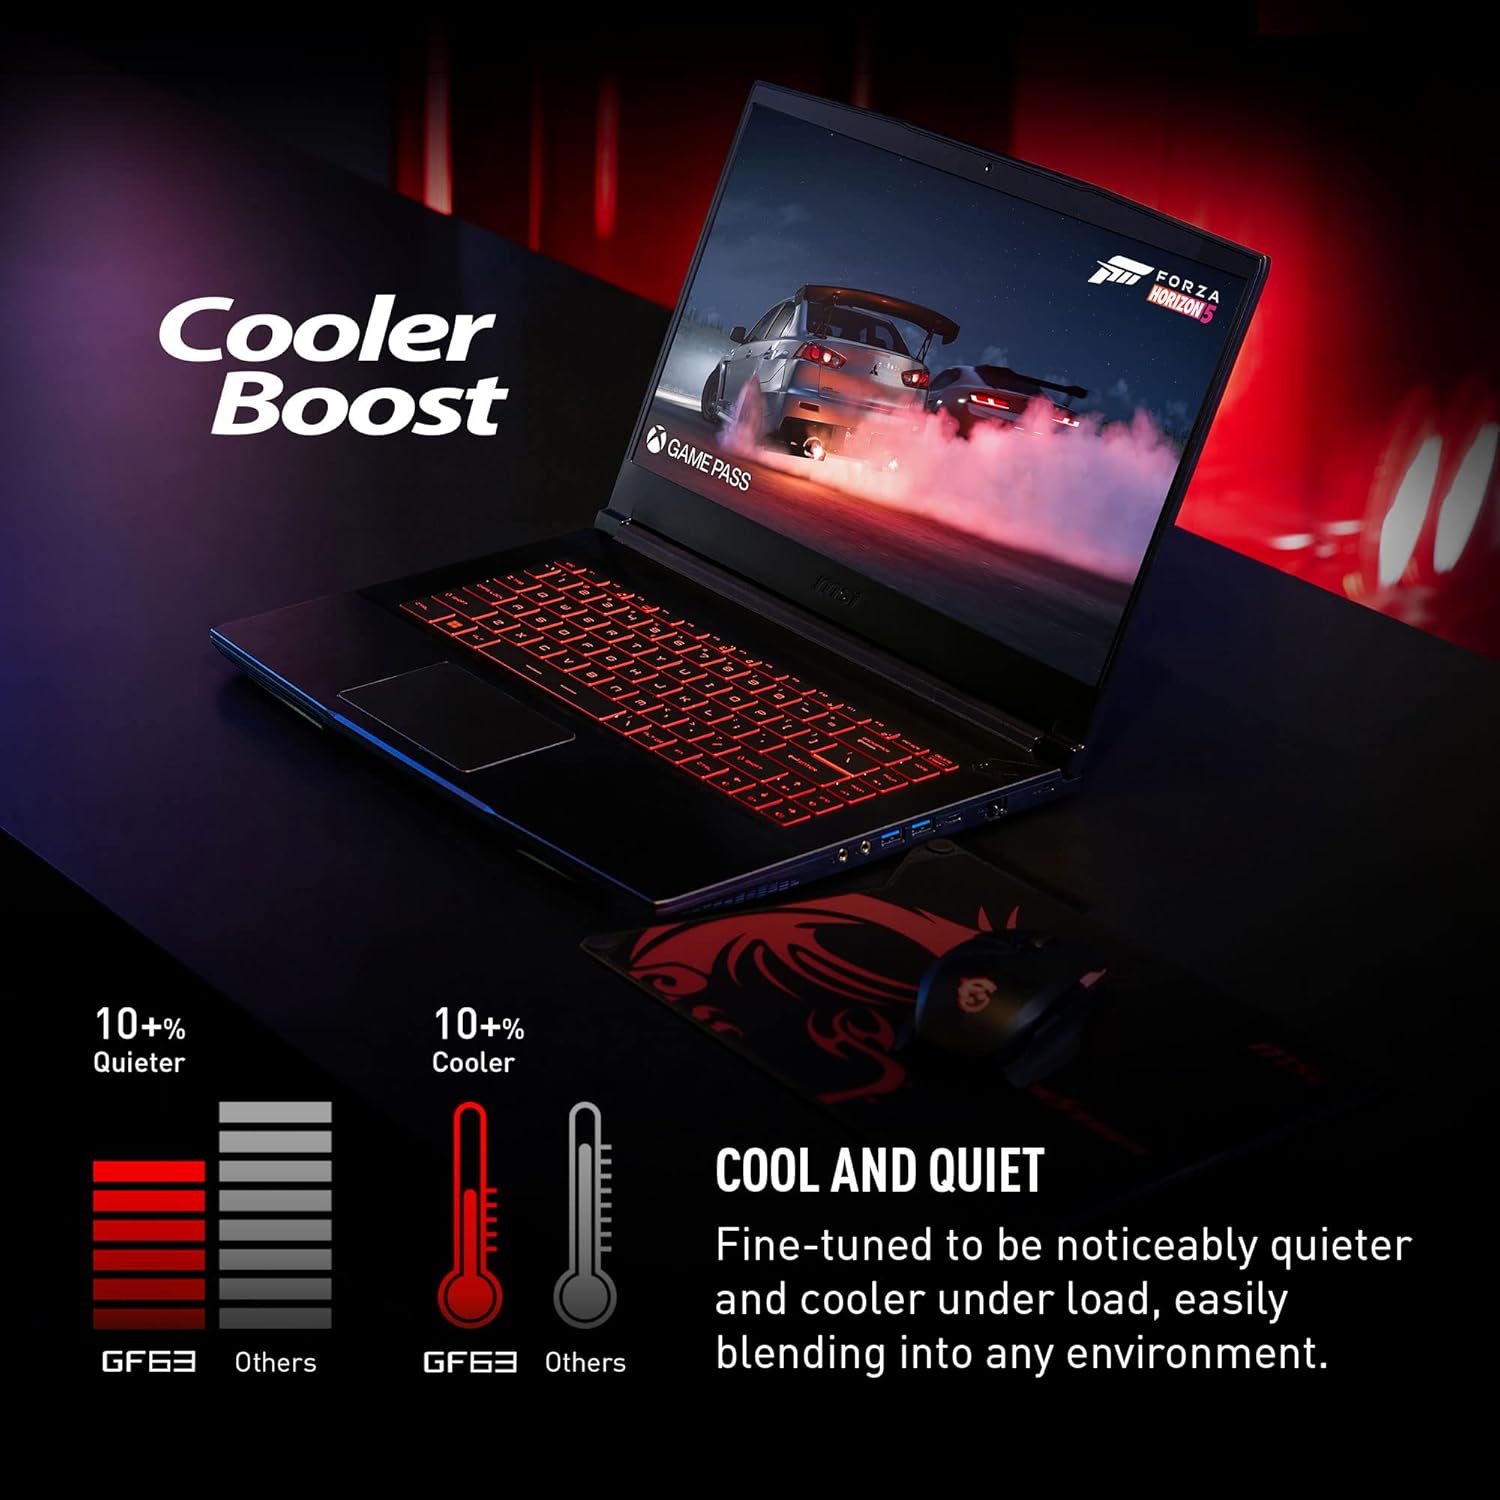 Cooler
Boost
FORZA
HORIZON 5
GAME PASS
msi
10+%
Quieter
10+%
Cooler
GF63
Others
GF63
Others
COOL AND QUIET
Fine-tuned to be noticeably quieter
and cooler under load, easily
blending into any environment.